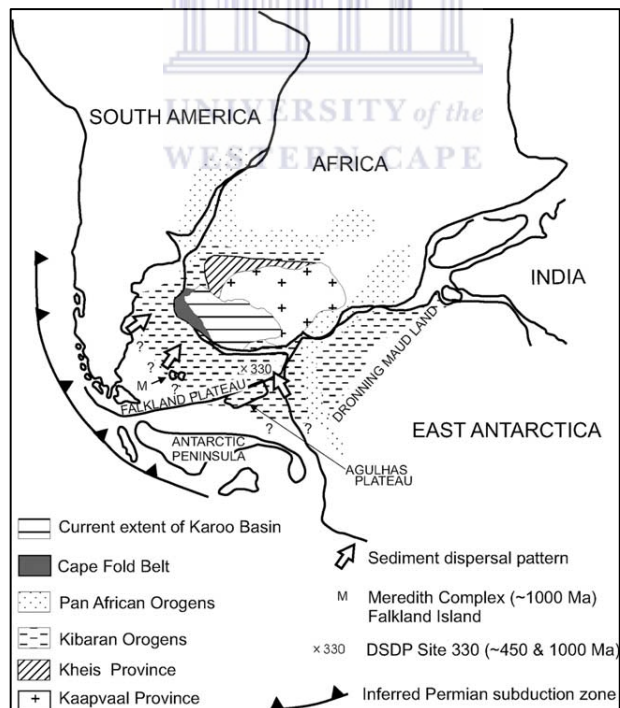 UNIVERSITY of the
WESTERN CAPE
SOUTH AMERICA
AFRICA
INDIA
DRONNING MAUD LAND
? × 330
M ?
FALKLAND PLATEAU
?
EAST ANTARCTICA
? ? ?
ANTARCTIC
PENINSULA
AGULHAS
PLATEAU
Current extent of Karoo Basin
Cape Fold Belt
Pan African Orogens
Kibaran Orogens
Kheis Province
+ Kaapvaal Province
Sediment dispersal pattern
M Meredith Complex (~1000 Ma)
Falkland Island
× 330 DSDP Site 330 (~450 & 1000 Ma)
Inferred Permian subduction zone